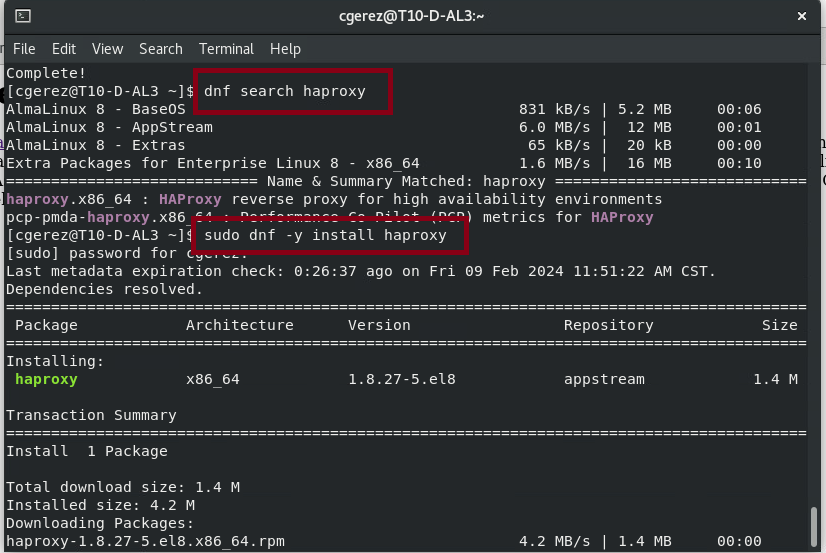 cgerez@T10-D-AL3:~ ×
File Edit View Search Terminal Help
Complete!
[cgerez@T10-D-AL3 ~]$ dnf search haproxy
AlmaLinux 8 - BaseOS 831 kB/s | 5.2 MB 00:06
AlmaLinux 8 - AppStream 6.0 MB/s | 12 MB 00:01
AlmaLinux 8 - Extras 65 kB/s | 20 kB 00:00
Extra Packages for Enterprise Linux 8 - x86_64 1.6 MB/s | 16 MB 00:10
============================ Name & Summary Matched: haproxy ============================
haproxy.x86_64 : HAProxy reverse proxy for high availability environments
pcp-pmda-haproxy.x86_64 : Performance Co-Pilot (PCP) metrics for HAProxy
[cgerez@T10-D-AL3 ~]$ sudo dnf -y install haproxy
[sudo] password for cgerez:
Last metadata expiration check: 0:26:37 ago on Fri 09 Feb 2024 11:51:22 AM CST.
Dependencies resolved.
=========================================================================================
Package Architecture Version Repository Size
=========================================================================================
Installing:
haproxy x86_64 1.8.27-5.el8 appstream 1.4 M
Transaction Summary
=========================================================================================
Install 1 Package
Total download size: 1.4 M
Installed size: 4.2 M
Downloading Packages:
haproxy-1.8.27-5.el8.x86_64.rpm 4.2 MB/s | 1.4 MB 00:00